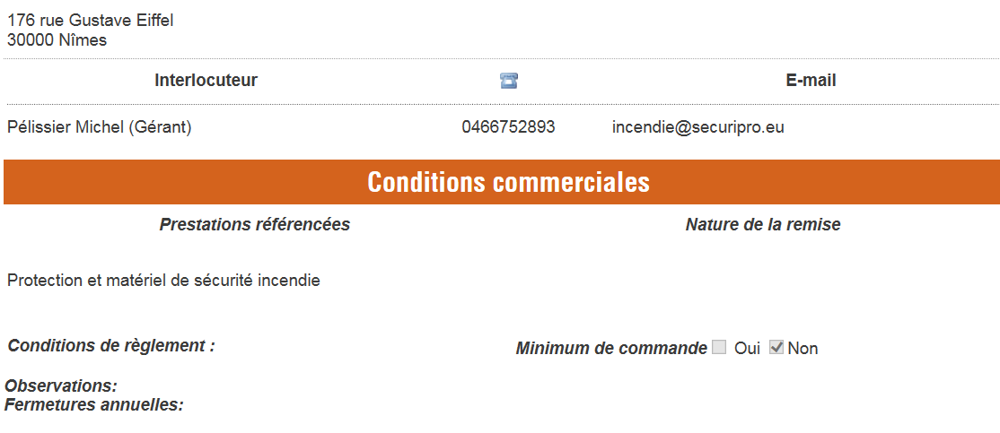 176 rue Gustave Eiffel
30000 Nîmes
Interlocuteur E-mail
Pélissier Michel (Gérant) 0466752893 incendie@securipro.eu
Conditions commerciales
Prestations référencées Nature de la remise
Protection et matériel de sécurité incendie
Conditions de règlement : Minimum de commande Oui Non
Observations:
Fermetures annuelles: